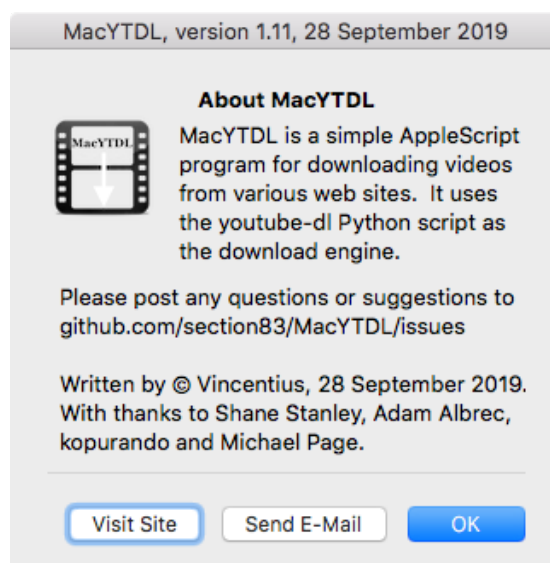 MacYTDL, version 1.11, 28 September 2019
About MacYTDL
MacYTDL
MacYTDL is a simple AppleScript
program for downloading videos
from various web sites.  It uses
the youtube-dl Python script as
the download engine.
Please post any questions or suggestions to
github.com/section83/MacYTDL/issues
Written by © Vincentius, 28 September 2019.
With thanks to Shane Stanley, Adam Albrec,
kopurando and Michael Page.
Visit Site
Send E-Mail
OK